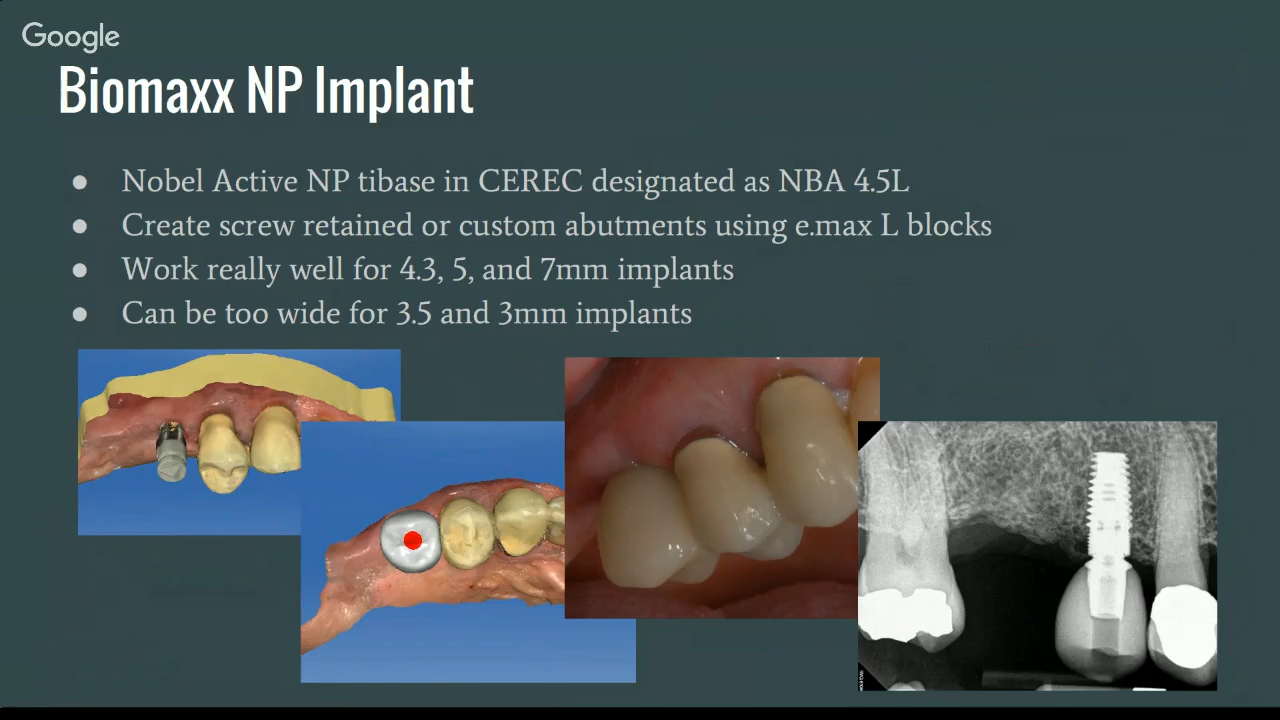 Google
Biomaxx NP Implant
● Nobel Active NP tibase in CEREC designated as NBA 4.5L
● Create screw retained or custom abutments using e.max L blocks
● Work really well for 4.3, 5, and 7mm implants
● Can be too wide for 3.5 and 3mm implants